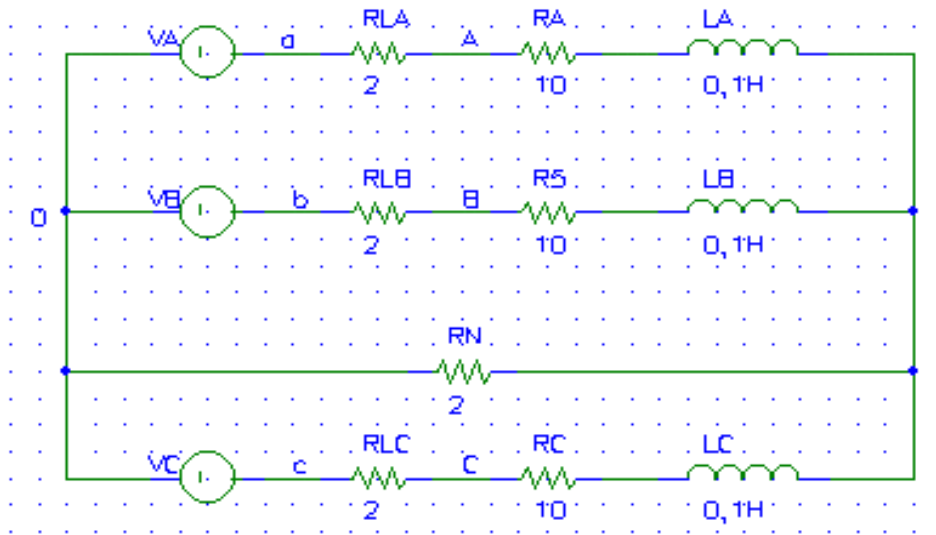 RLA RA LA
VA a A
2 10 0,1H
RLB R5 LB
VB b B
0
2 10 0,1H
RN
2
RLC RC LC
VC c C
2 10 0,1H